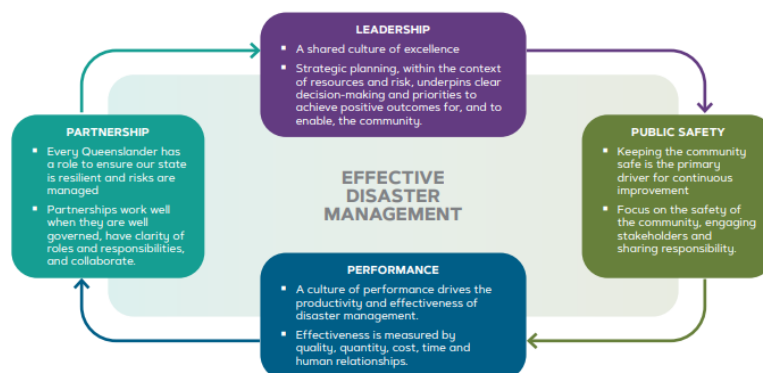 LEADERSHIP
▪ A shared culture of excellence
▪ Strategic planning, within the context
of resources and risk, underpins clear
decision-making and priorities to
achieve positive outcomes for, and to
enable, the community.
PARTNERSHIP
▪ Every Queenslander has
a role to ensure our state
is resilient and risks are
managed
▪ Partnerships work well
when they are well
governed, have clarity of
roles and responsibilities,
and collaborate.
EFFECTIVE
DISASTER
MANAGEMENT
PUBLIC SAFETY
▪ Keeping the community
safe is the primary
driver for continuous
improvement
▪ Focus on the safety of
the community, engaging
stakeholders and
sharing responsibility.
PERFORMANCE
▪ A culture of performance drives the
productivity and effectiveness of
disaster management.
▪ Effectiveness is measured by
quality, quantity, cost, time and
human relationships.